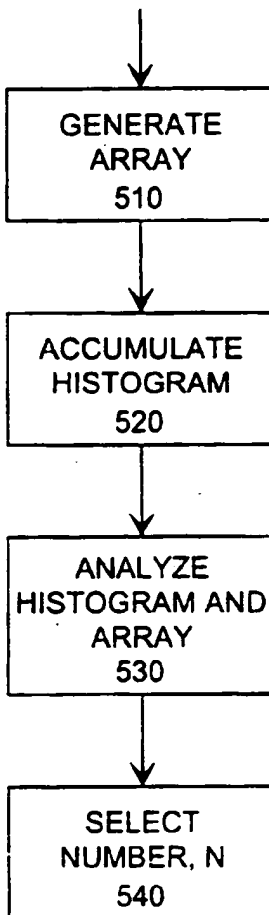 GENERATE
ARRAY
510
ACCUMULATE
HISTOGRAM
520
ANALYZE
HISTOGRAM AND
ARRAY
530
SELECT
NUMBER, N
540